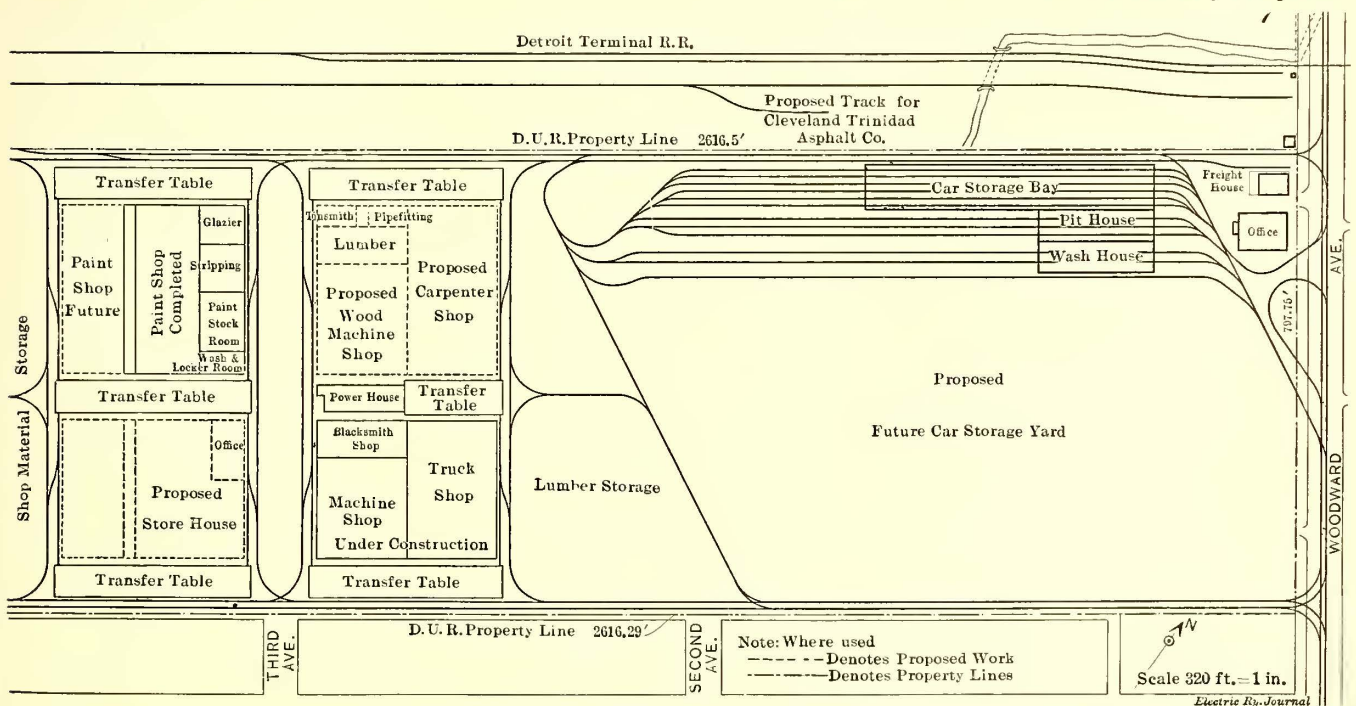 Detroit Terminal R.R.
Proposed Track for
Cleveland Trinidad
Asphalt Co.
D.U.R. Property Line 2616.5'
Transfer Table
Transfer Table
Car Storage Bay
Freight
House
Pit House
Office
Wash House
AVE.
Glazier
Stripping
Paint
Shop
Future
Paint Shop
Completed
Paint
Stock
Room
Wash &
Locker Room
Tinsmith
Pipefitting
Lumber
Proposed
Wood
Machine
Shop
Proposed
Carpenter
Shop
797.75'
Storage
Shop Material
Transfer Table
Power House
Transfer
Table
Proposed
Future Car Storage Yard
Office
Proposed
Store House
Blacksmith
Shop
Truck
Shop
Machine
Shop
Under Construction
Lumber Storage
WOODWARD
Transfer Table
Transfer Table
THIRD
AVE.
D.U.R. Property Line 2616.29'
SECOND
AVE.
Note: Where used
Denotes Proposed Work
Denotes Property Lines
N
Scale 320 ft.=1 in.
Electric Ry. Journal